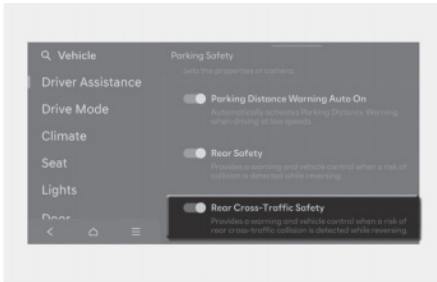 Vehicle
Driver Assistance
Drive Mode
Climate
Seat
Lights
Door
Parking Safety
Sets the properties of camera.
Parking Distance Warning Auto On
Automatically activates Parking Distance Warning
when driving at low speeds.
Rear Safety
Provides a warning and vehicle control when a risk of
collision is detected while reversing.
Rear Cross-Traffic Safety
Provides a warning and vehicle control when a risk of
rear cross-traffic collision is detected while reversing.